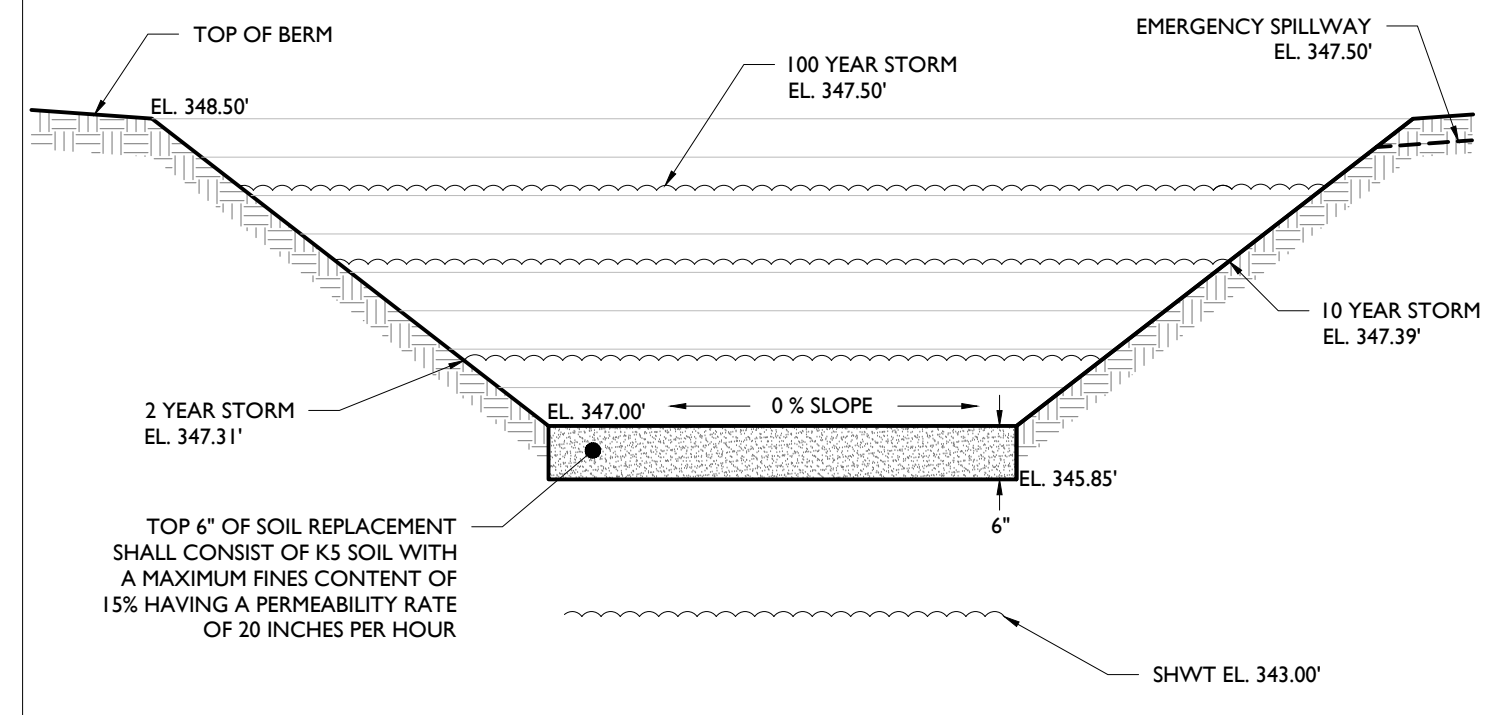 TOP OF BERM
EMERGENCY SPILLWAY
EL. 347.50'
100 YEAR STORM
EL. 347.50'
EL. 348.50'
10 YEAR STORM
EL. 347.39'
2 YEAR STORM
EL. 347.31'
EL. 347.00'
0 % SLOPE
EL. 345.85'
6"
TOP 6" OF SOIL REPLACEMENT
SHALL CONSIST OF K5 SOIL WITH
A MAXIMUM FINES CONTENT OF
15% HAVING A PERMEABILITY RATE
OF 20 INCHES PER HOUR
SHWT EL. 343.00'